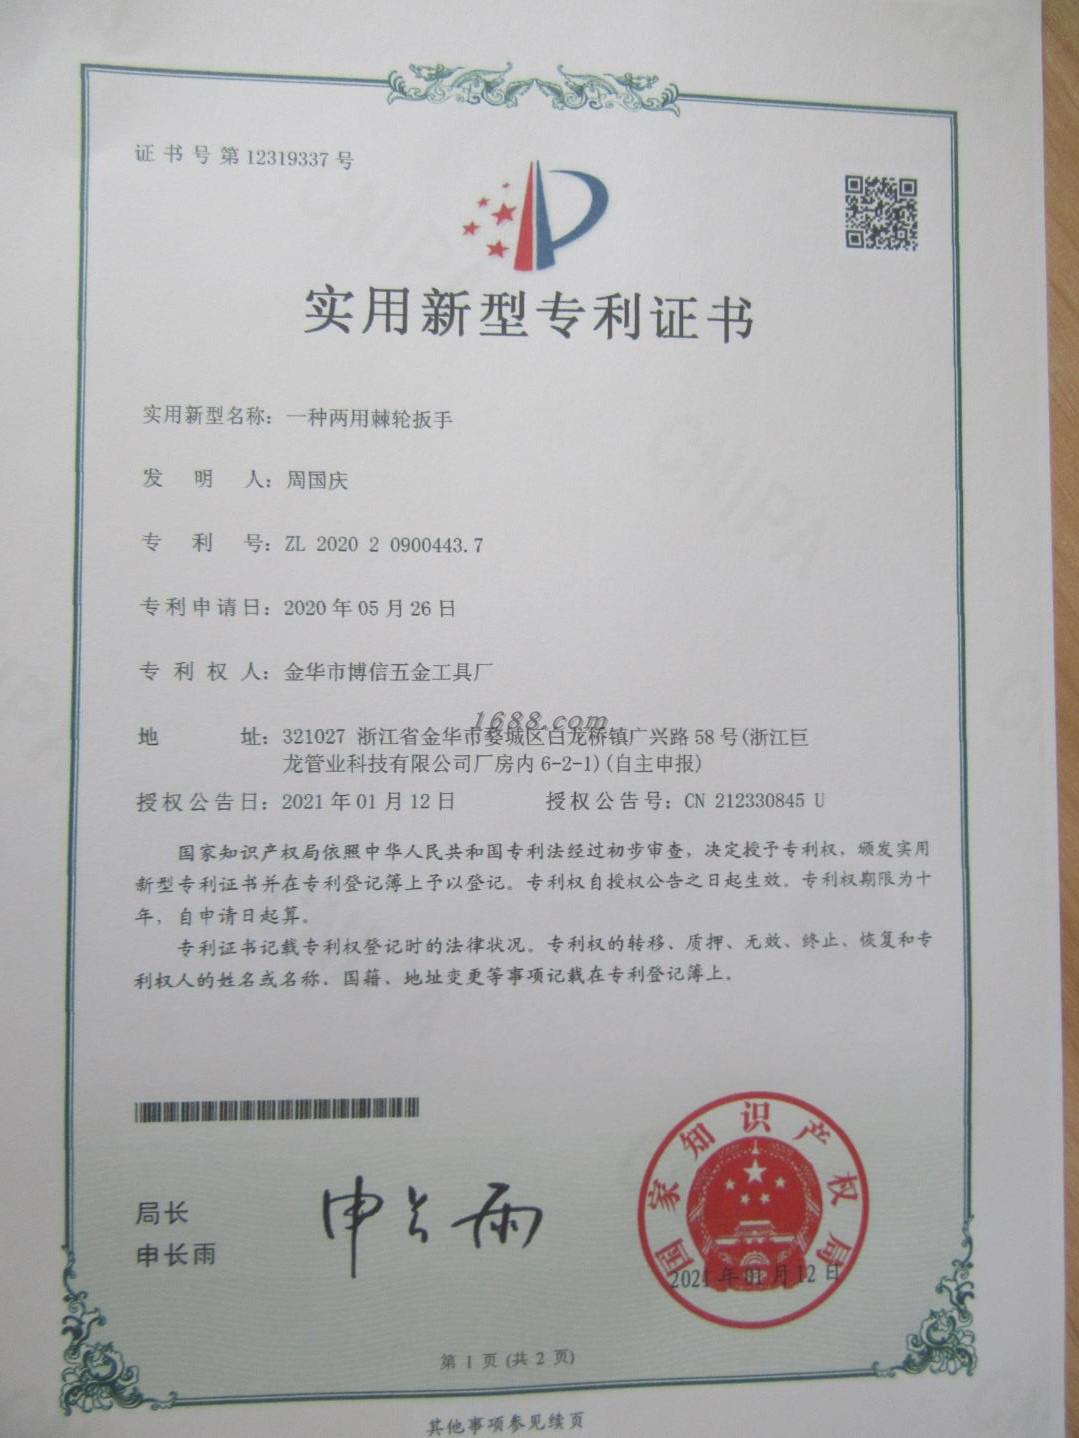 证书号第12319337号
实用新型专利证书
实用新型名称：一种两用棘轮扳手
发明人：周国庆
专利号：ZL 2020 2 0900443.7
专利申请日：2020年05月26日
专利权人：金华市博信五金工具厂
1688.com
地址：321027 浙江省金华市婺城区白龙桥镇广兴路58号(浙江巨
龙管业科技有限公司厂房内6-2-1)(自主申报)
授权公告日：2021年01月12日 授权公告号：CN 212330845 U
国家知识产权局依照中华人民共和国专利法经过初步审查，决定授予专利权，颁发实用
新型专利证书并在专利登记簿上予以登记。专利权自授权公告之日起生效。专利权期限为十
年，自申请日起算。
专利证书记载专利权登记时的法律状况。专利权的转移、质押、无效、终止、恢复和专
利权人的姓名或名称、国籍、地址变更等事项记载在专利登记簿上。
局长
申长雨
申长雨
国家知识产权局
2021年01月12日
第1页(共2页)
其他事项参见续页